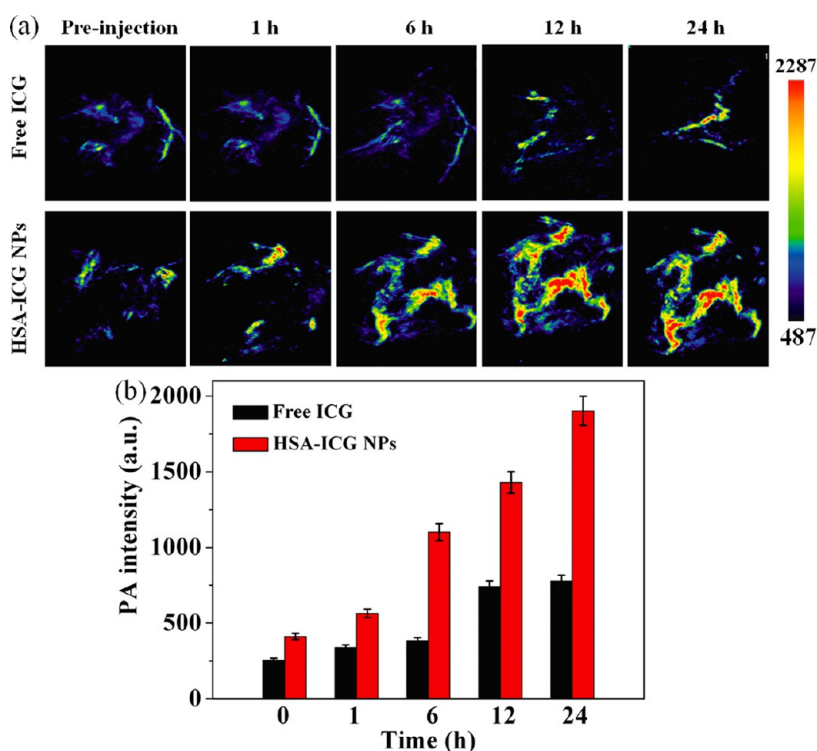 (a) Pre-injection 1 h 6 h 12 h 24 h
Free ICG
HSA-ICG NPs
2287
487
(b)
PA intensity (a.u.)
2000
1500
1000
500
0
Free ICG
HSA-ICG NPs
0 1 6 12 24
Time (h)